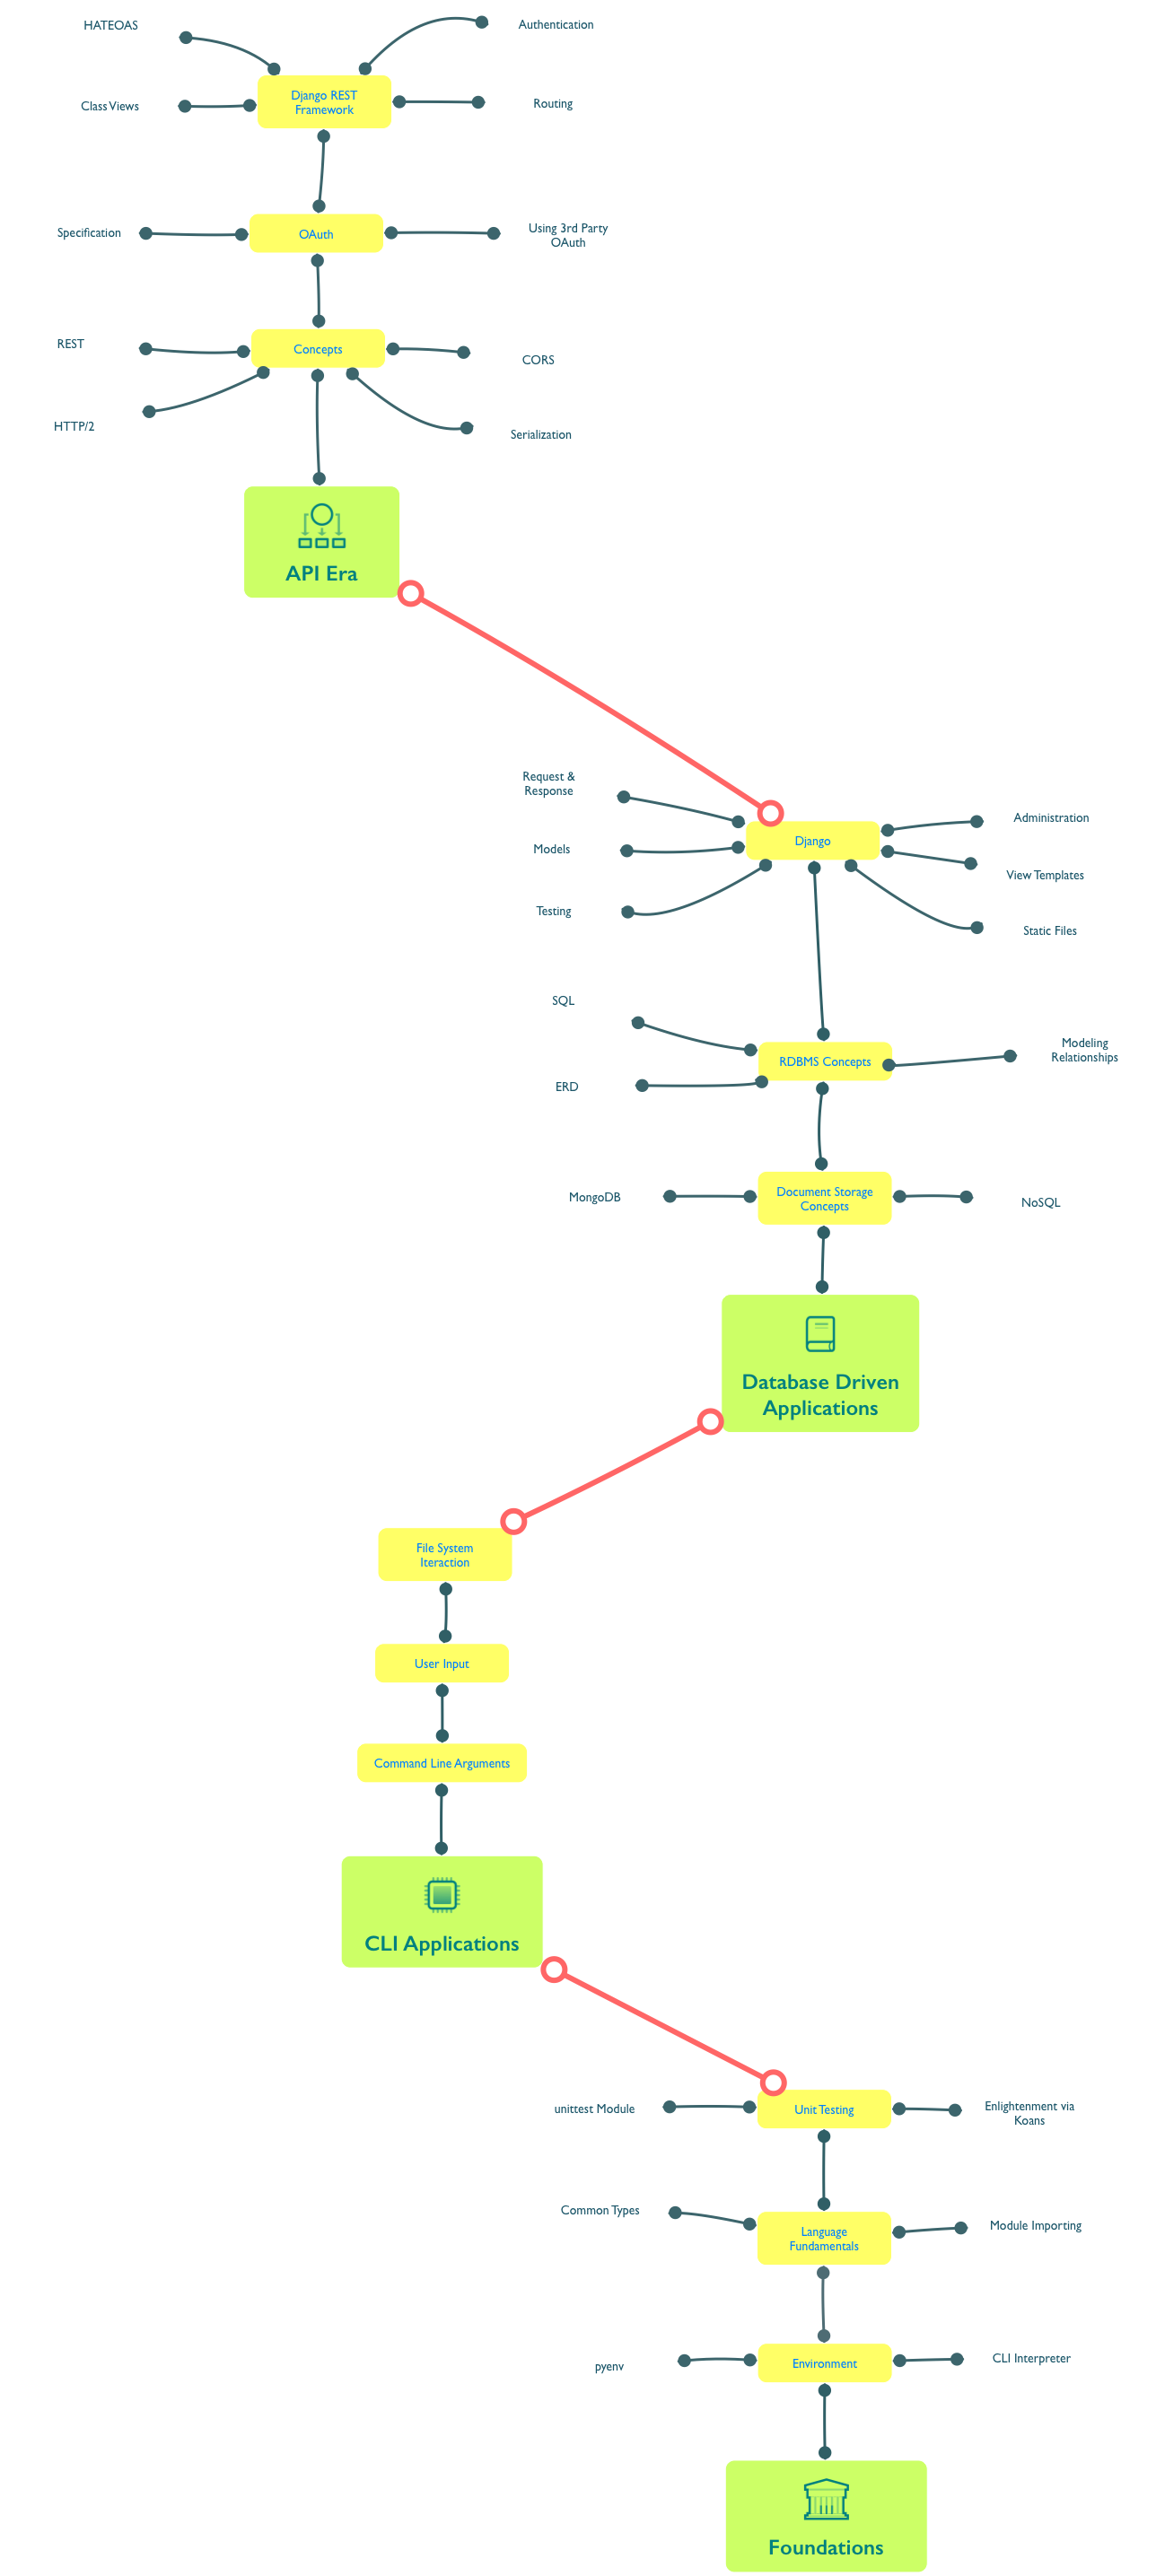 HATEOAS
Authentication
Django REST
Framework
Class Views
Routing
Specification
OAuth
Using 3rd Party
OAuth
REST
Concepts
CORS
HTTP/2
Serialization
API Era
Request &
Response
Django
Administration
Models
View Templates
Testing
Static Files
SQL
RDBMS Concepts
Modeling
Relationships
ERD
MongoDB
Document Storage
Concepts
NoSQL
Database Driven
Applications
File System
Iteraction
User Input
Command Line Arguments
CLI Applications
unittest Module
Unit Testing
Enlightenment via
Koans
Common Types
Language
Fundamentals
Module Importing
pyenv
Environment
CLI Interpreter
Foundations